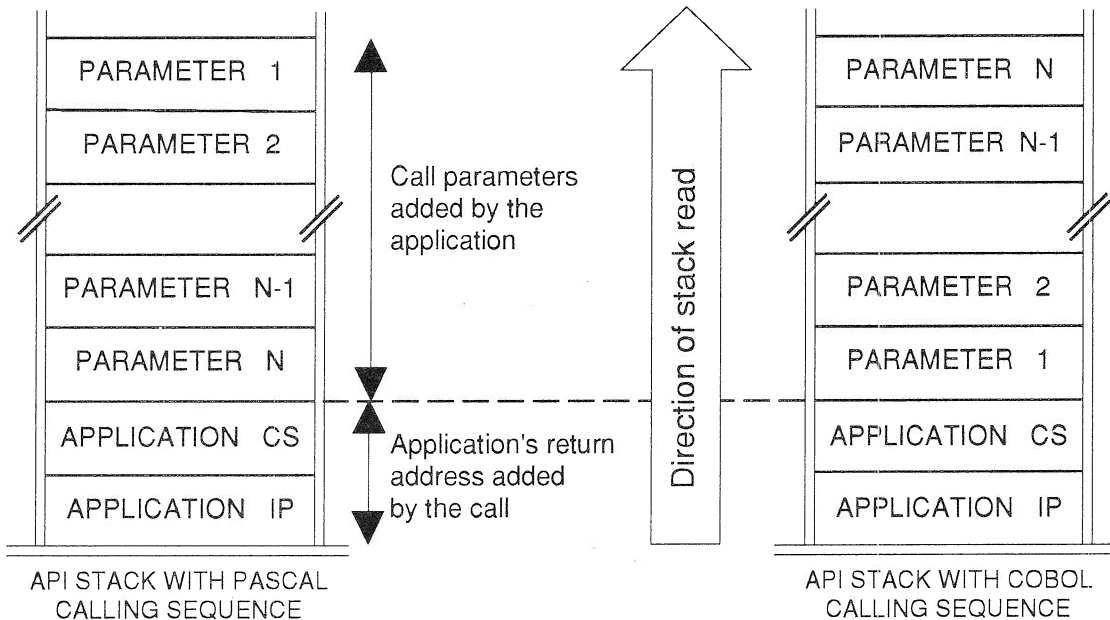 PARAMETER 1
PARAMETER 2
PARAMETER N-1
PARAMETER N
APPLICATION CS
APPLICATION IP
API STACK WITH PASCAL
CALLING SEQUENCE
Call parameters
added by the
application
Application's return
address added
by the call
Direction of stack read
PARAMETER N
PARAMETER N-1
PARAMETER 2
PARAMETER 1
APPLICATION CS
APPLICATION IP
API STACK WITH COBOL
CALLING SEQUENCE